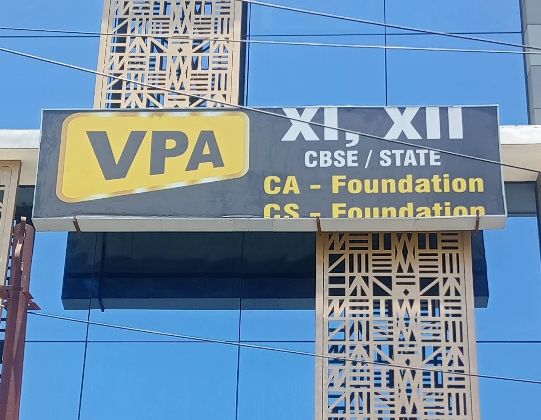 VPA
XI, XII
CBSE / STATE
CA - Foundation
CS - Foundation